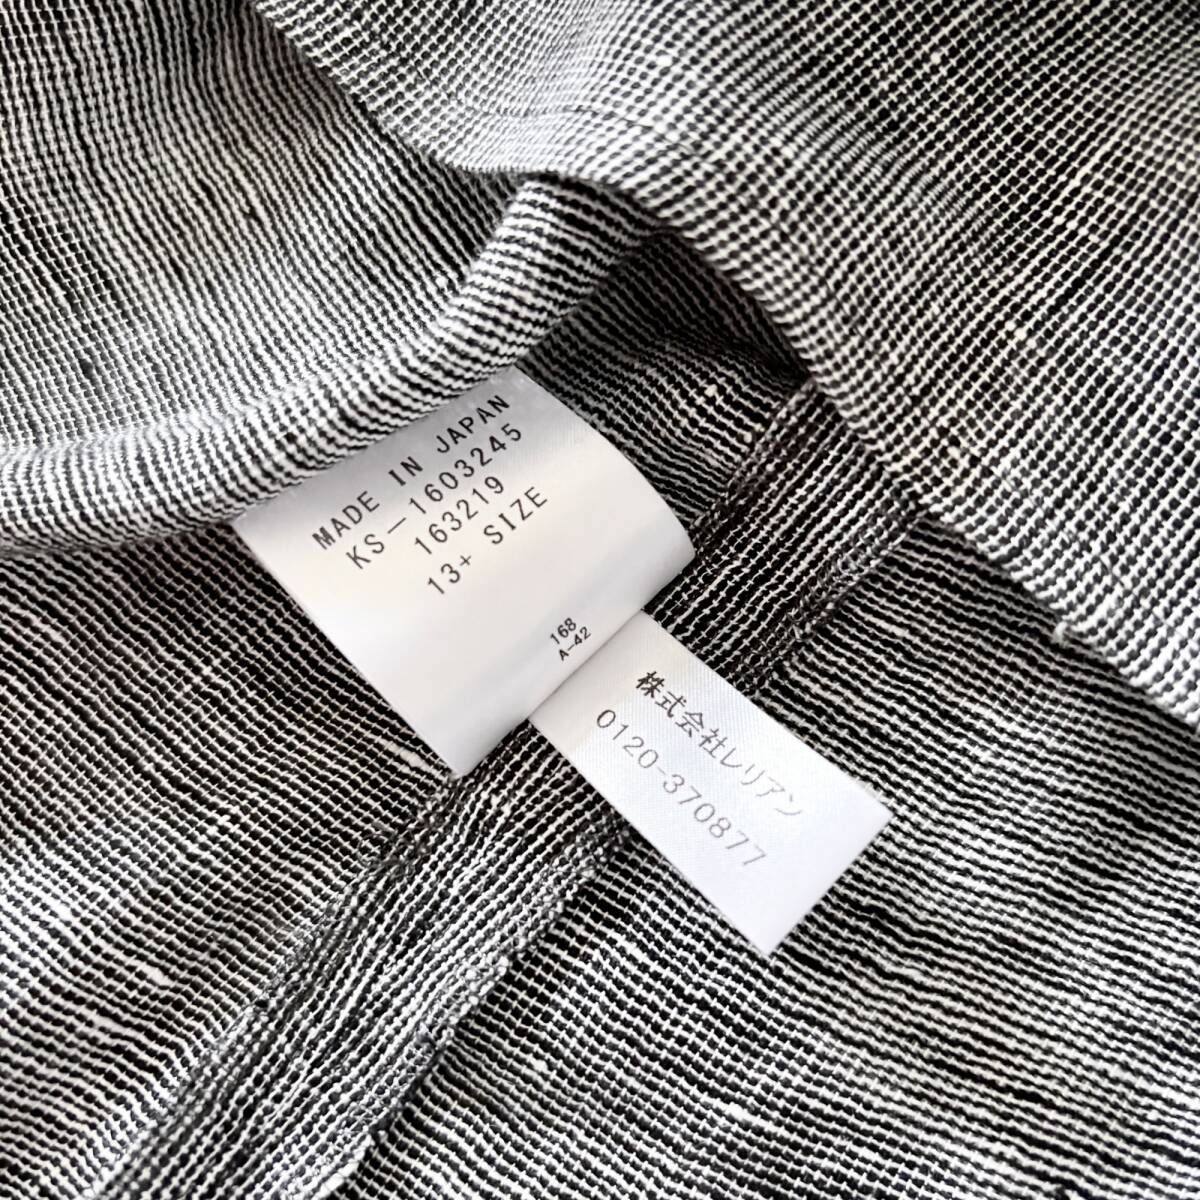 MADE IN JAPAN
KS-1603245
163219
13+ SIZE
168
A-42
株式会社レリアン
0120-370877